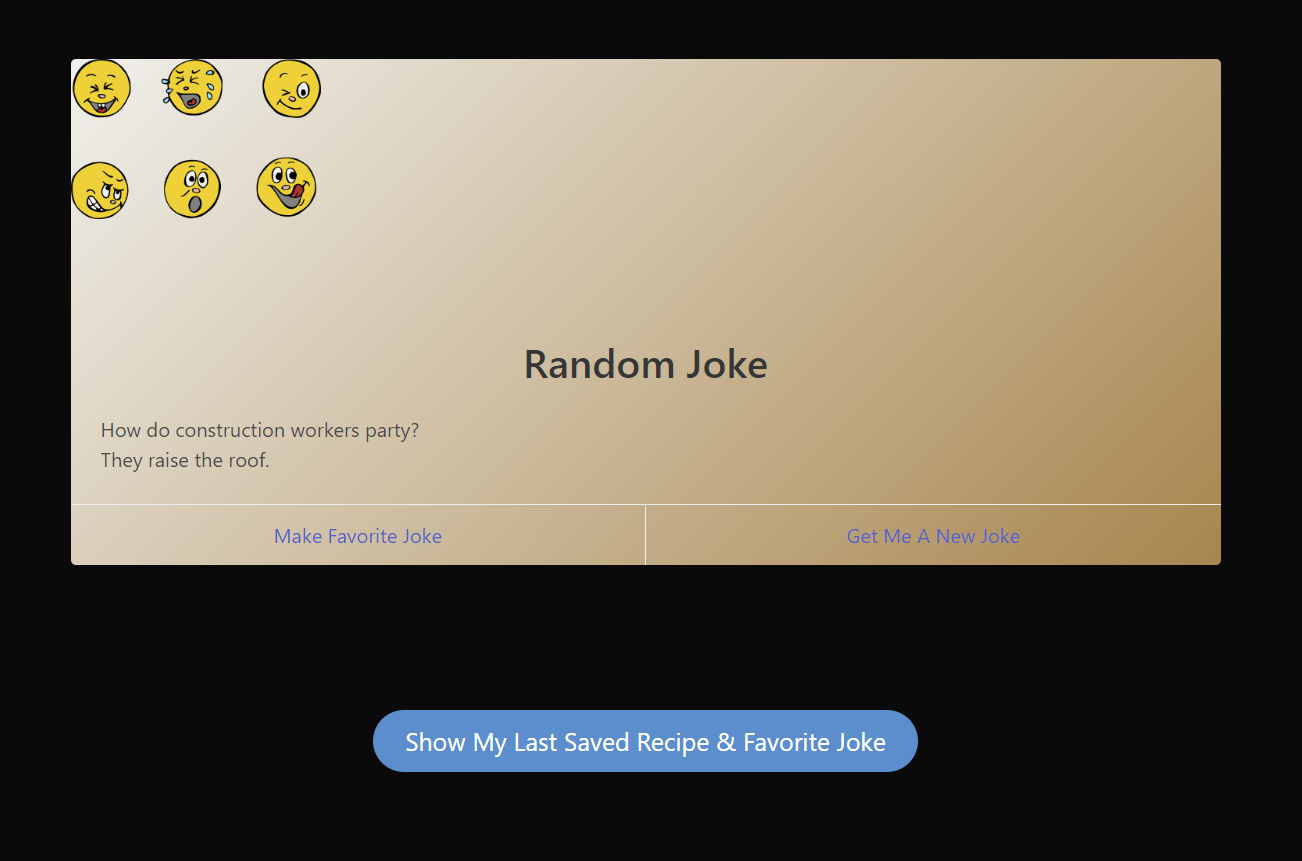 Random Joke
How do construction workers party?
They raise the roof.
Make Favorite Joke
Get Me A New Joke
Show My Last Saved Recipe & Favorite Joke